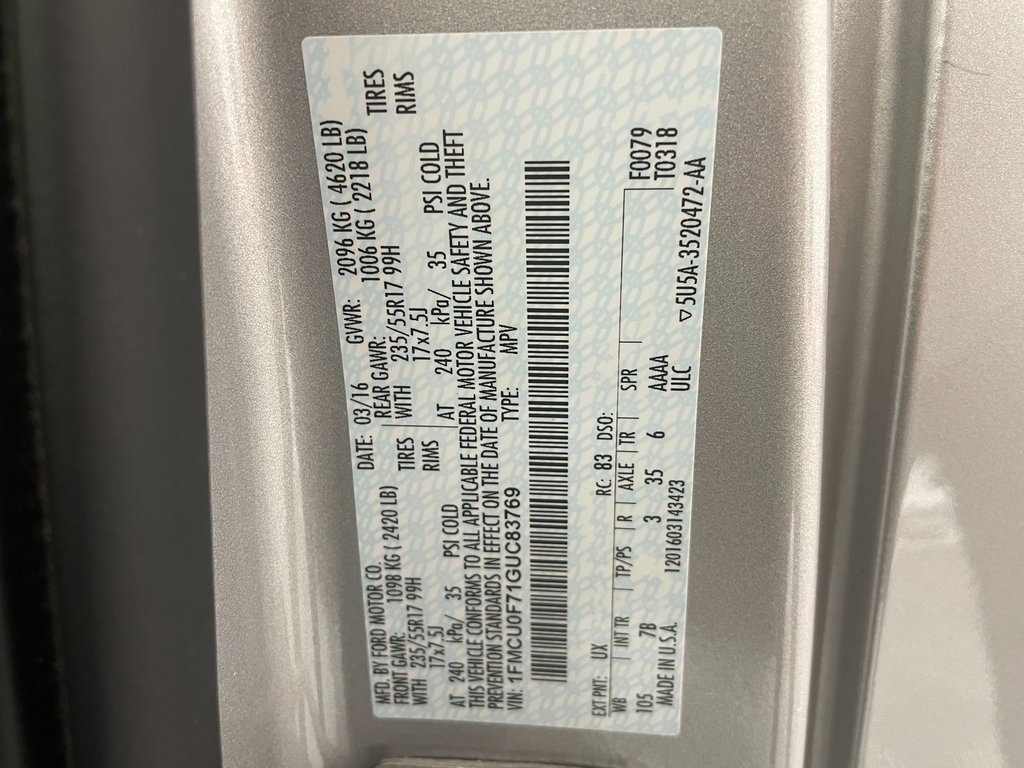 MFD. BY FORD MOTOR CO.
DATE: 03/16 GVWR: 2096 KG ( 4620 LB)
FRONT GAWR: 1098 KG ( 2420 LB) REAR GAWR: 1006 KG ( 2218 LB)
WITH 235/55R17 99H TIRES WITH 235/55R17 99H TIRES
17x7.5J RIMS 17x7.5J RIMS
AT 240 kPa/ 35 PSI COLD AT 240 kPa/ 35 PSI COLD
THIS VEHICLE CONFORMS TO ALL APPLICABLE FEDERAL MOTOR VEHICLE SAFETY AND THEFT
PREVENTION STANDARDS IN EFFECT ON THE DATE OF MANUFACTURE SHOWN ABOVE.
VIN: 1FMCU0F71GUC83769 TYPE: MPV
EXT PNT: UX RC: 83 DSO: F0079
WB INT TR TP/PS R AXLE TR SPR T0318
105 7B 3 35 6 AAAA
MADE IN U.S.A. 1201603143423 ULC
▽5U5A-3520472-AA